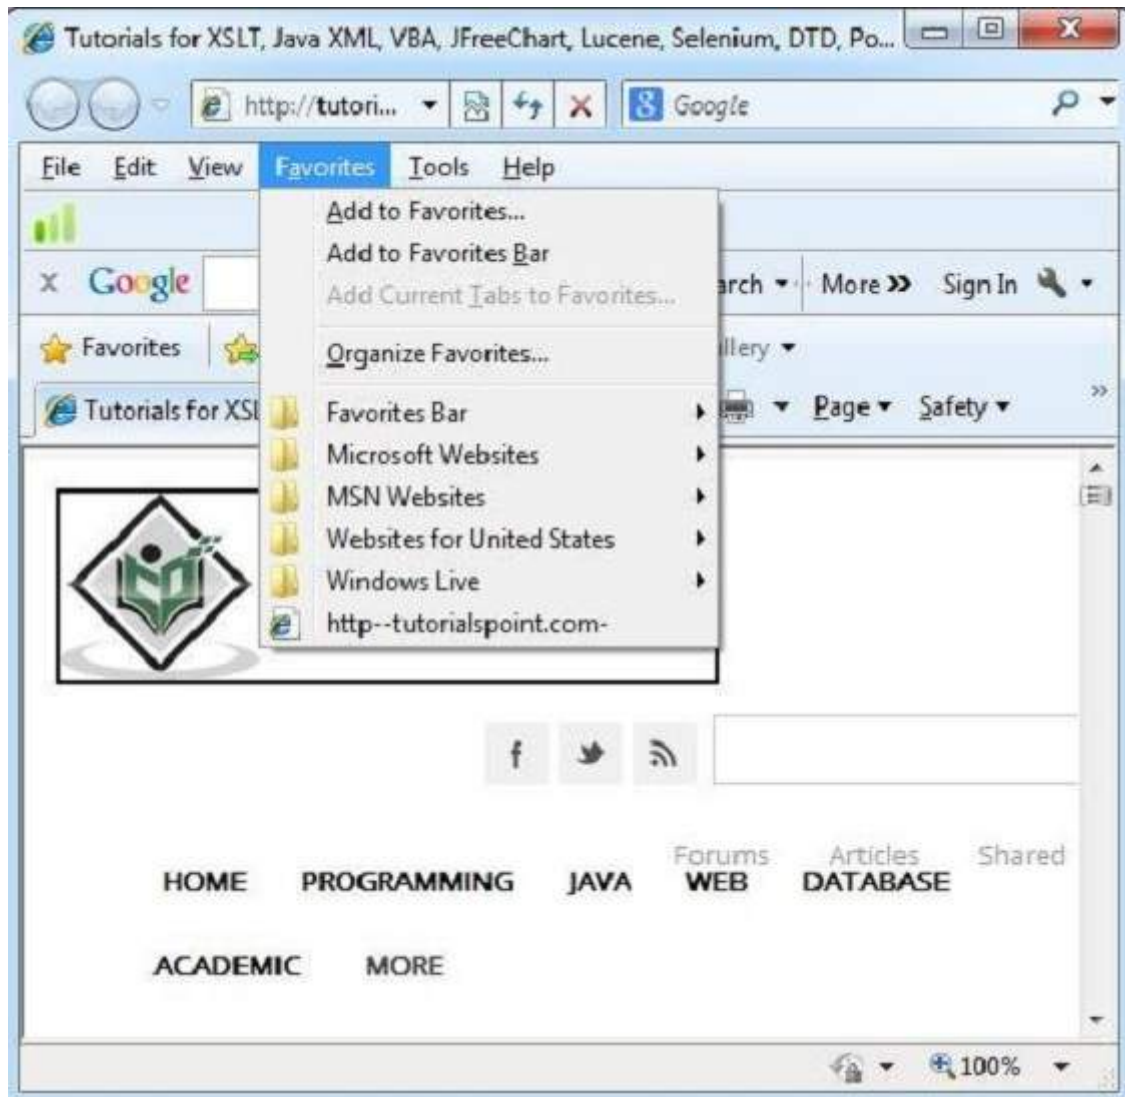 Tutorials for XSLT, Java XML, VBA, JFreeChart, Lucene, Selenium, DTD, Po...
http://tutori... Google
File Edit View Favorites Tools Help
Add to Favorites...
Add to Favorites Bar
Google arch More » Sign In
Add Current Tabs to Favorites...
Favorites llery
Organize Favorites...
Tutorials for XSL Page Safety »
Favorites Bar
Microsoft Websites
MSN Websites
Websites for United States
Windows Live
http--tutorialspoint.com-
Forums Articles Shared
HOME PROGRAMMING JAVA WEB DATABASE
ACADEMIC MORE
100%